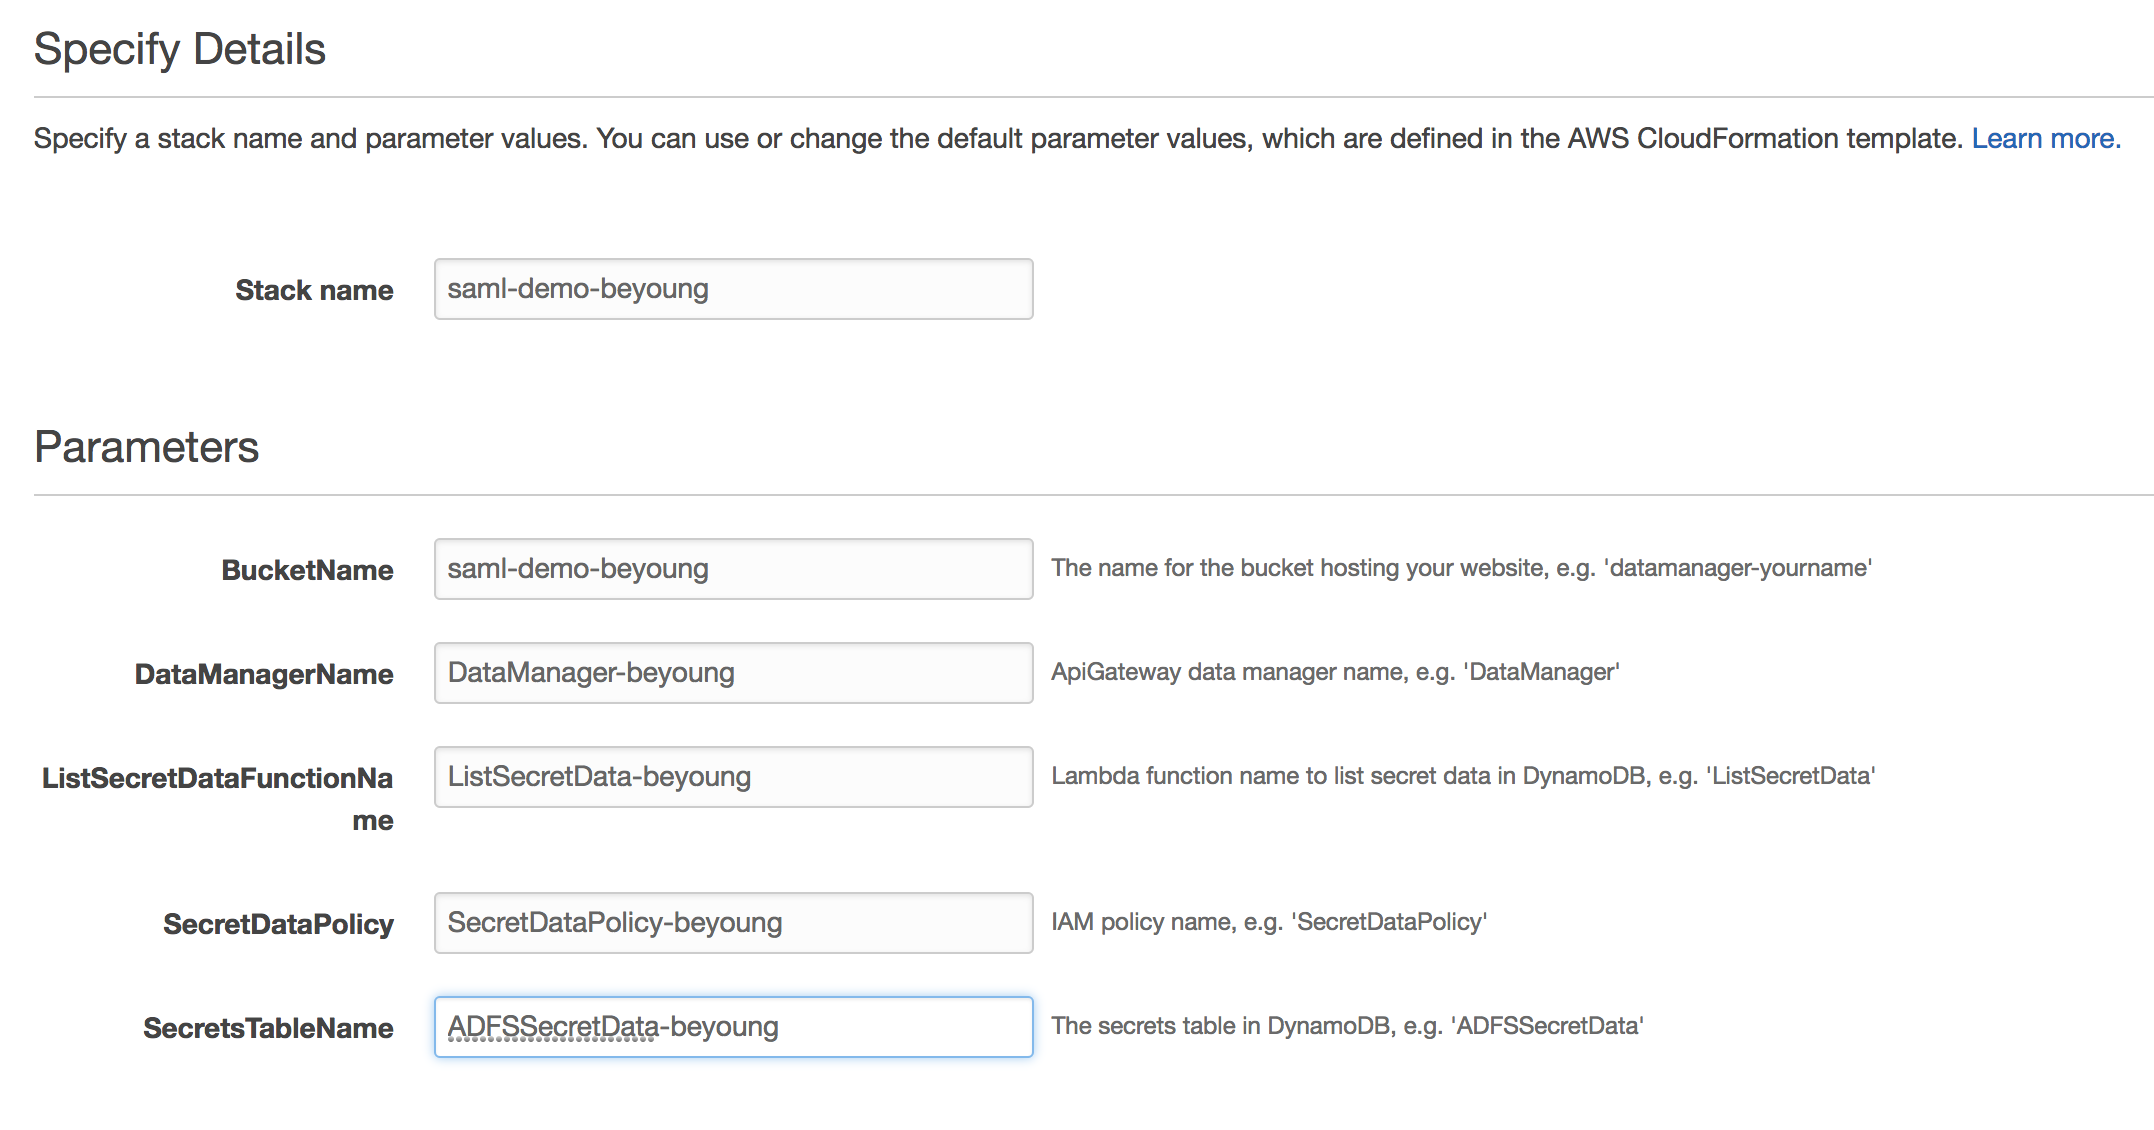 Specify Details
Specify a stack name and parameter values. You can use or change the default parameter values, which are defined in the AWS CloudFormation template. Learn more.
Stack name saml-demo-beyoung
Parameters
BucketName saml-demo-beyoung The name for the bucket hosting your website, e.g. 'datamanager-yourname'
DataManagerName DataManager-beyoung ApiGateway data manager name, e.g. 'DataManager'
ListSecretDataFunctionNa ListSecretData-beyoung Lambda function name to list secret data in DynamoDB, e.g. 'ListSecretData'
me
SecretDataPolicy SecretDataPolicy-beyoung IAM policy name, e.g. 'SecretDataPolicy'
SecretsTableName ADFSSecretData-beyoung The secrets table in DynamoDB, e.g. 'ADFSSecretData'